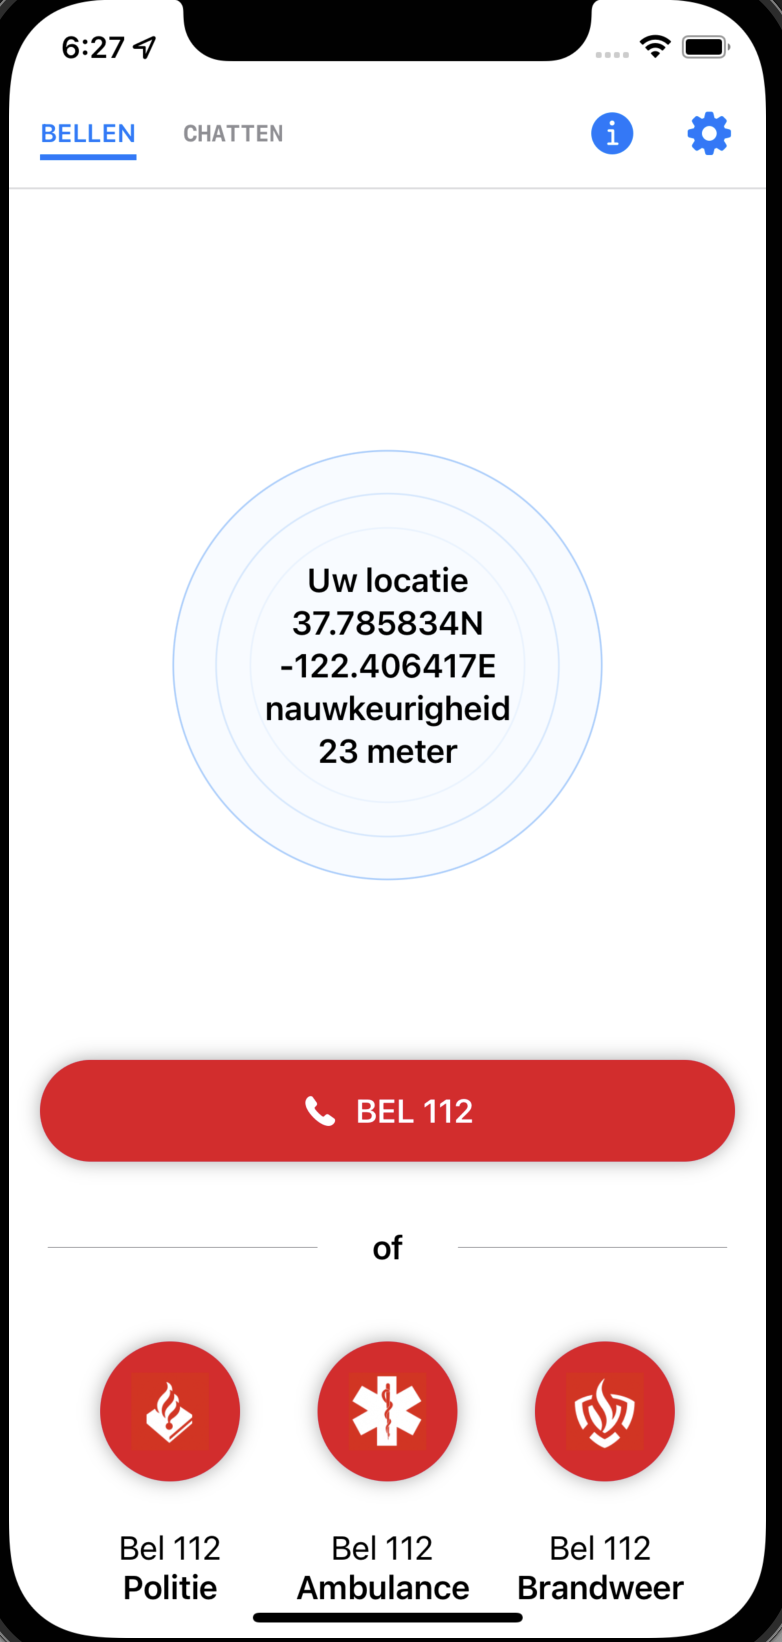 6:27
BELLEN CHATTEN
Uw locatie
37.785834N
-122.406417E
nauwkeurigheid
23 meter
BEL 112
of
Bel 112 Bel 112 Bel 112
Politie Ambulance Brandweer